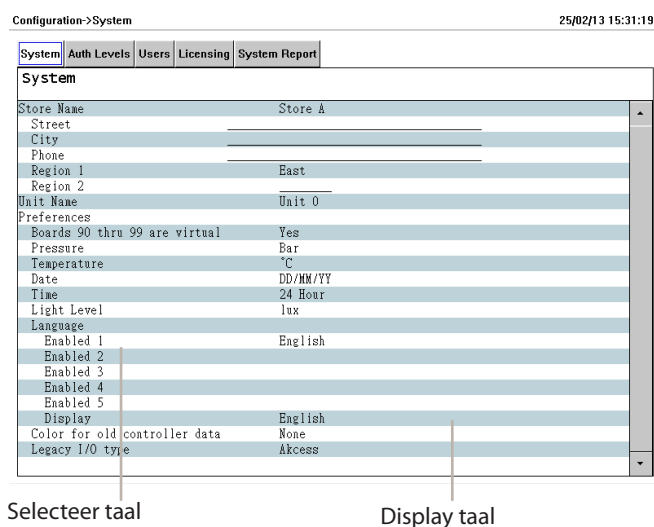 Configuration->System 25/02/13 15:31:19
System Auth Levels Users Licensing System Report
System
Store Name Store A
Street
City
Phone
Region 1 East
Region 2
Unit Name Unit 0
Preferences
Boards 90 thru 99 are virtual Yes
Pressure Bar
Temperature °C
Date DD/MM/YY
Time 24 Hour
Light Level lux
Language
Enabled 1 English
Enabled 2
Enabled 3
Enabled 4
Enabled 5
Display English
Color for old controller data None
Legacy I/O type Akcess
Selecteer taal Display taal